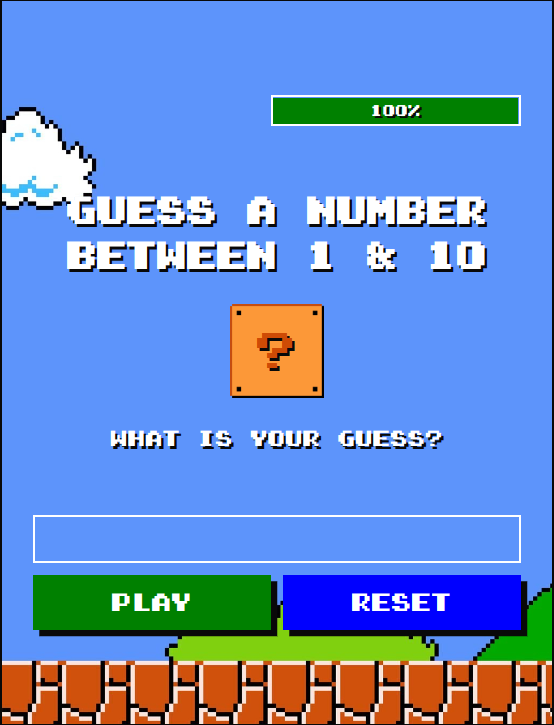 100%
GUESS A NUMBER
BETWEEN 1 & 10
?
WHAT IS YOUR GUESS?
PLAY
RESET